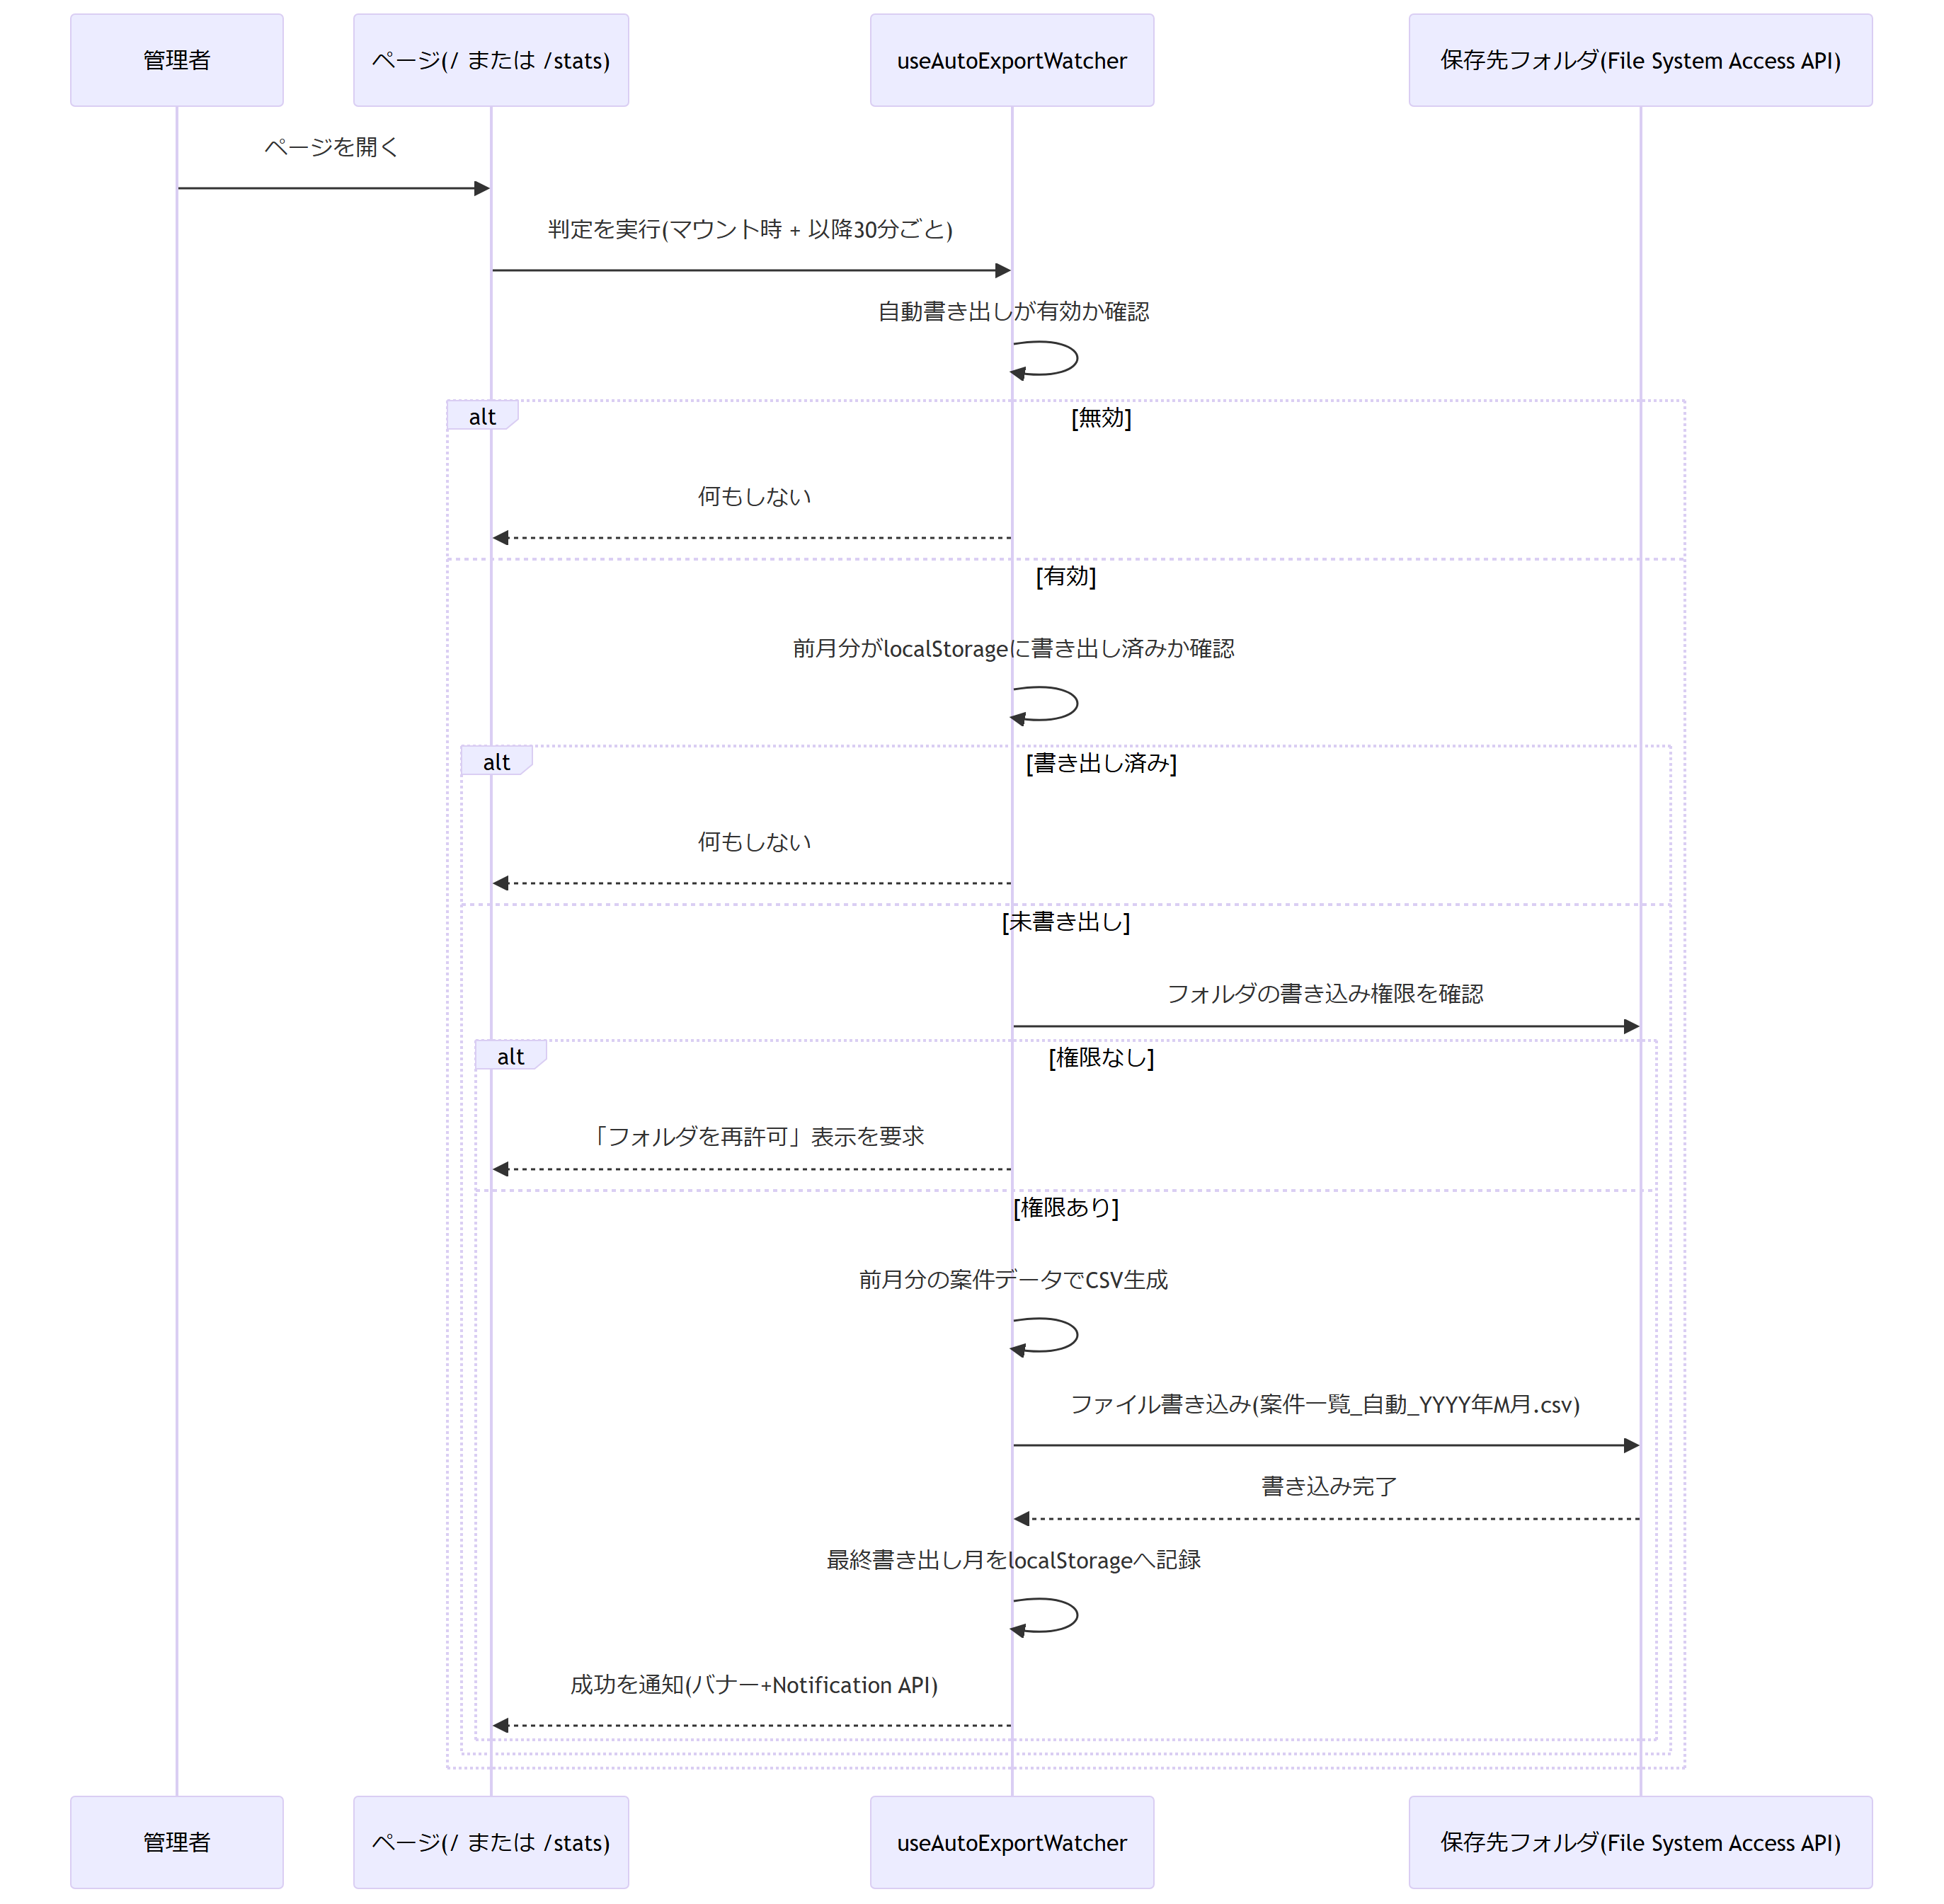 管理者
ページ(/ または /stats)
useAutoExportWatcher
保存先フォルダ(File System Access API)
ページを開く
判定を実行(マウント時 + 以降30分ごと)
自動書き出しが有効か確認
alt
[無効]
何もしない
[有効]
前月分がlocalStorageに書き出し済みか確認
alt
[書き出し済み]
何もしない
[未書き出し]
フォルダの書き込み権限を確認
alt
[権限なし]
「フォルダを再許可」表示を要求
[権限あり]
前月分の案件データでCSV生成
ファイル書き込み(案件一覧_自動_YYYY年M月.csv)
書き込み完了
最終書き出し月をlocalStorageへ記録
成功を通知(バナー+Notification API)
管理者
ページ(/ または /stats)
useAutoExportWatcher
保存先フォルダ(File System Access API)